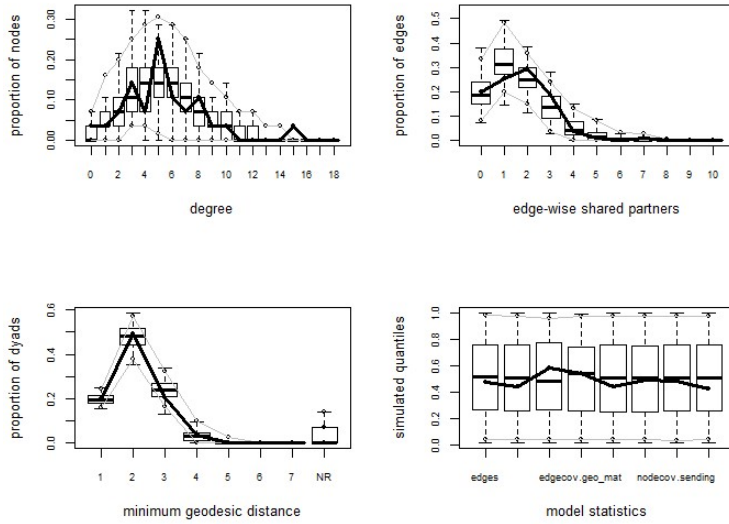 proportion of nodes
0.00 0.10 0.20 0.30
0 2 4 6 8 10 12 14 16 18
degree
proportion of edges
0.0 0.1 0.2 0.3 0.4 0.5
0 1 2 3 4 5 6 7 8 9 10
edge-wise shared partners
proportion of dyads
0.0 0.2 0.4 0.6
1 2 3 4 5 6 7 NR
minimum geodesic distance
simulated quantiles
0.0 0.2 0.4 0.6 0.8 1.0
edges edgecov.geo_mat nodecov.sending
model statistics